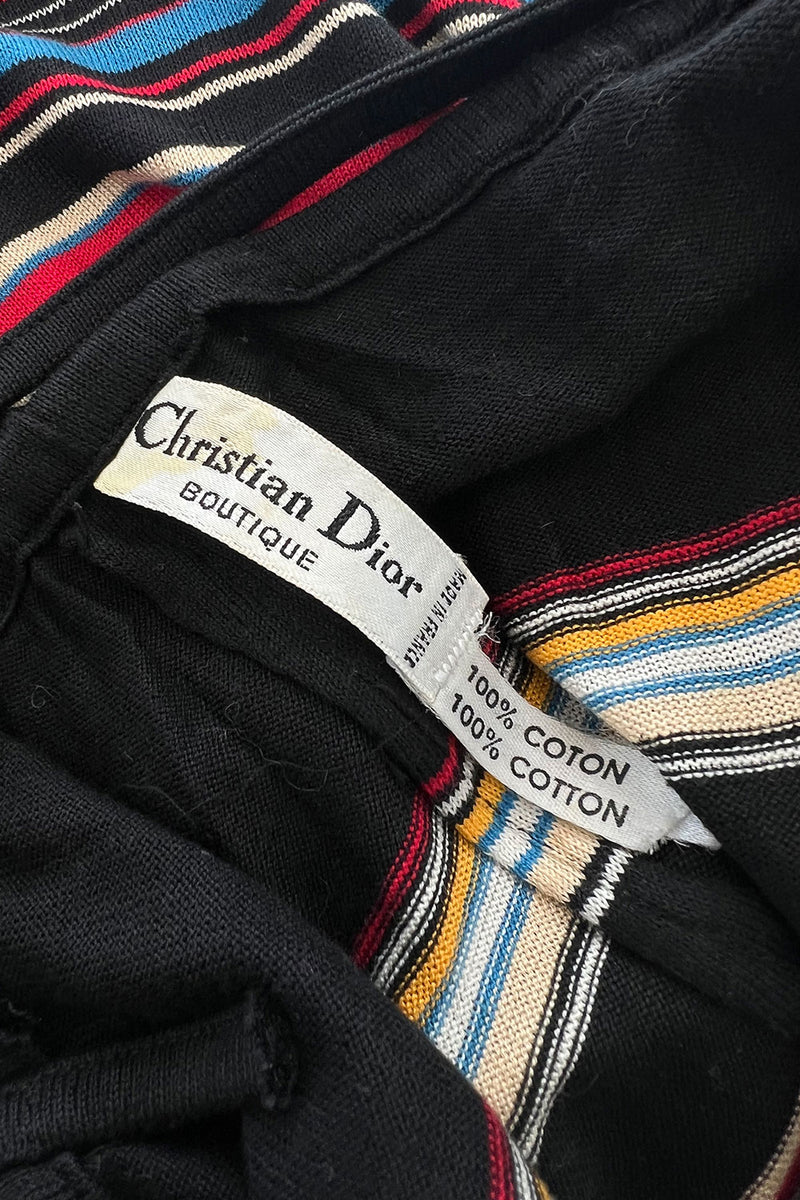 Christian Dior
BOUTIQUE
MADE IN FRANCE
100% COTON
100% COTTON